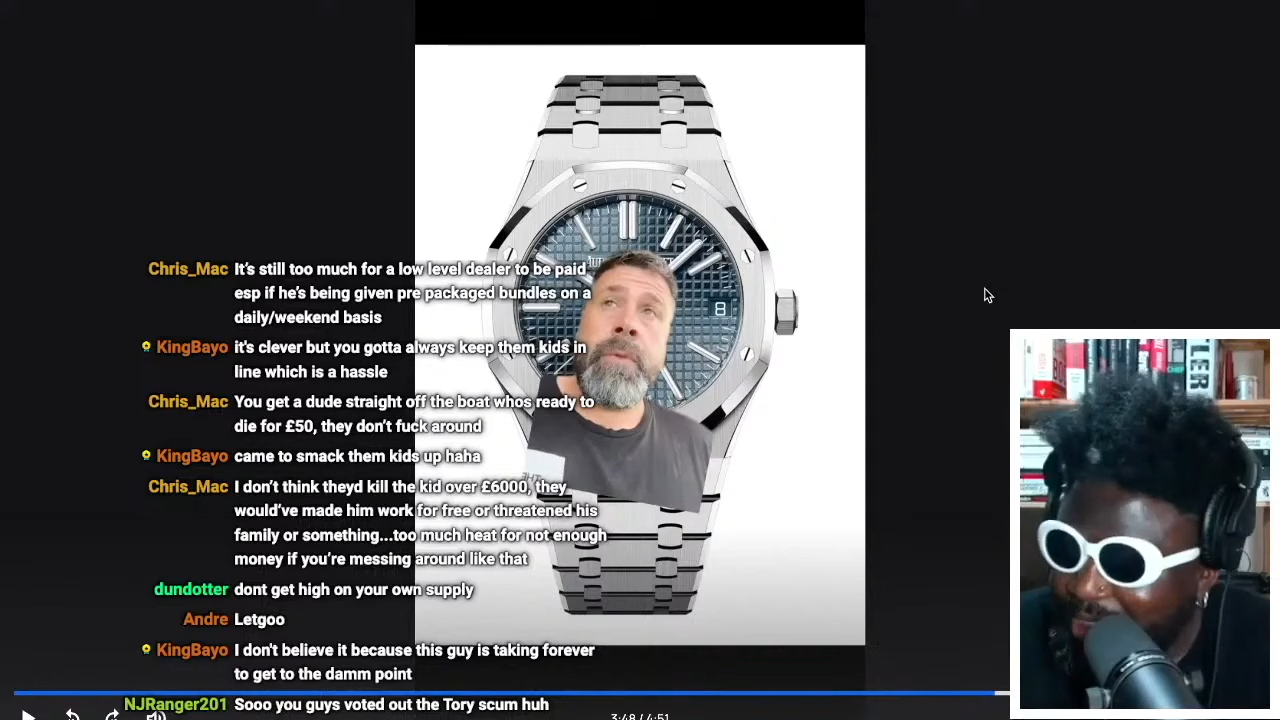 Chris_Mac It's still too much for a low level dealer to be paid
esp if he's being given pre packaged bundles on a
daily/weekend basis
KingBayo it's clever but you gotta always keep them kids in
line which is a hassle
Chris_Mac You get a dude straight off the boat whos ready to
die for £50, they don't fuck around
KingBayo came to smack them kids up haha
Chris_Mac I don't think theyd kill the kid over £6000, they
would've made him work for free or threatened his
family or something...too much heat for not enough
money if you're messing around like that
dundotter dont get high on your own supply
Andre Letgoo
KingBayo I don't believe it because this guy is taking forever
to get to the damm point
NJRanger201 Sooo you guys voted out the Tory scum huh
3:48 / 4:51
8